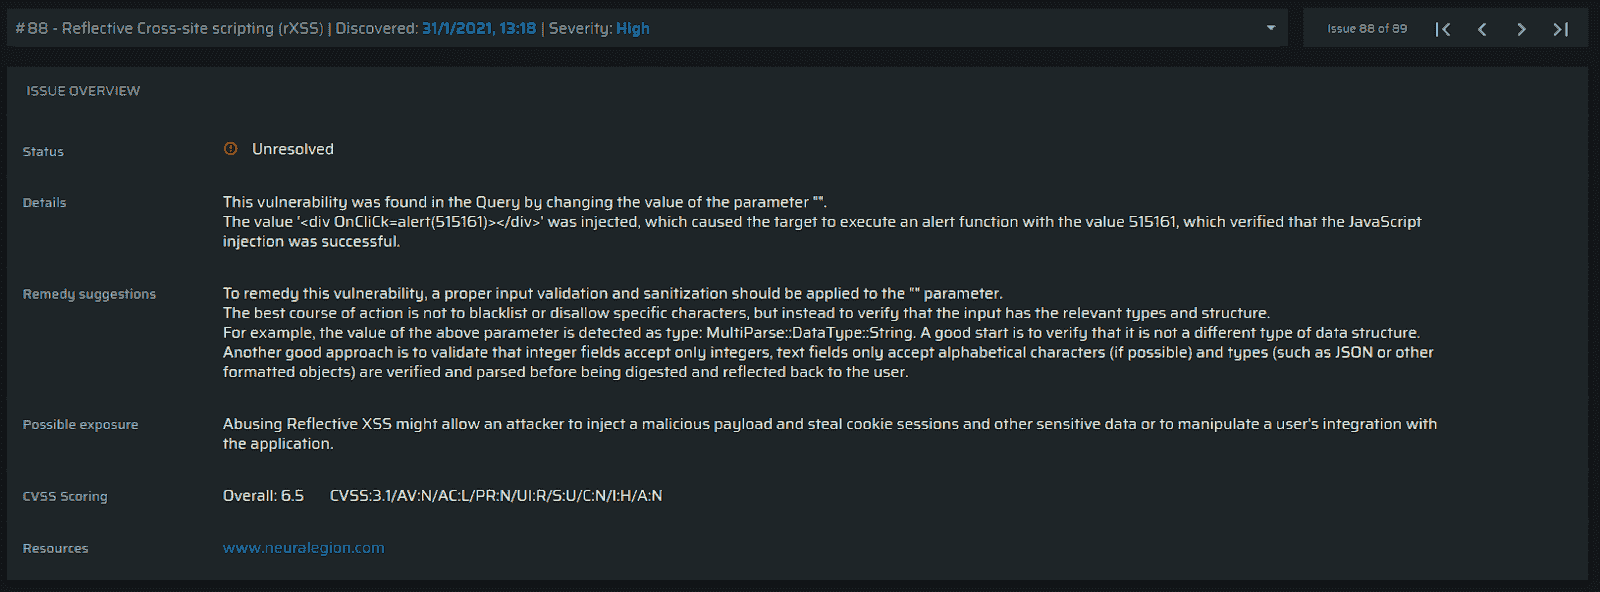 #88 - Reflective Cross-site scripting (rXSS) | Discovered: 31/1/2021, 13:18 | Severity: High
Issue 88 of 89
ISSUE OVERVIEW
Status
Unresolved
Details
This vulnerability was found in the Query by changing the value of the parameter "".
The value '<div OnCliCk=alert(515161)></div>' was injected, which caused the target to execute an alert function with the value 515161, which verified that the JavaScript
injection was successful.
Remedy suggestions
To remedy this vulnerability, a proper input validation and sanitization should be applied to the "" parameter.
The best course of action is not to blacklist or disallow specific characters, but instead to verify that the input has the relevant types and structure.
For example, the value of the above parameter is detected as type: MultiParse::DataType::String. A good start is to verify that it is not a different type of data structure.
Another good approach is to validate that integer fields accept only integers, text fields only accept alphabetical characters (if possible) and types (such as JSON or other
formatted objects) are verified and parsed before being digested and reflected back to the user.
Possible exposure
Abusing Reflective XSS might allow an attacker to inject a malicious payload and steal cookie sessions and other sensitive data or to manipulate a user's integration with
the application.
CVSS Scoring
Overall: 6.5 CVSS:3.1/AV:N/AC:L/PR:N/UI:R/S:U/C:N/I:H/A:N
Resources
www.neuralegion.com